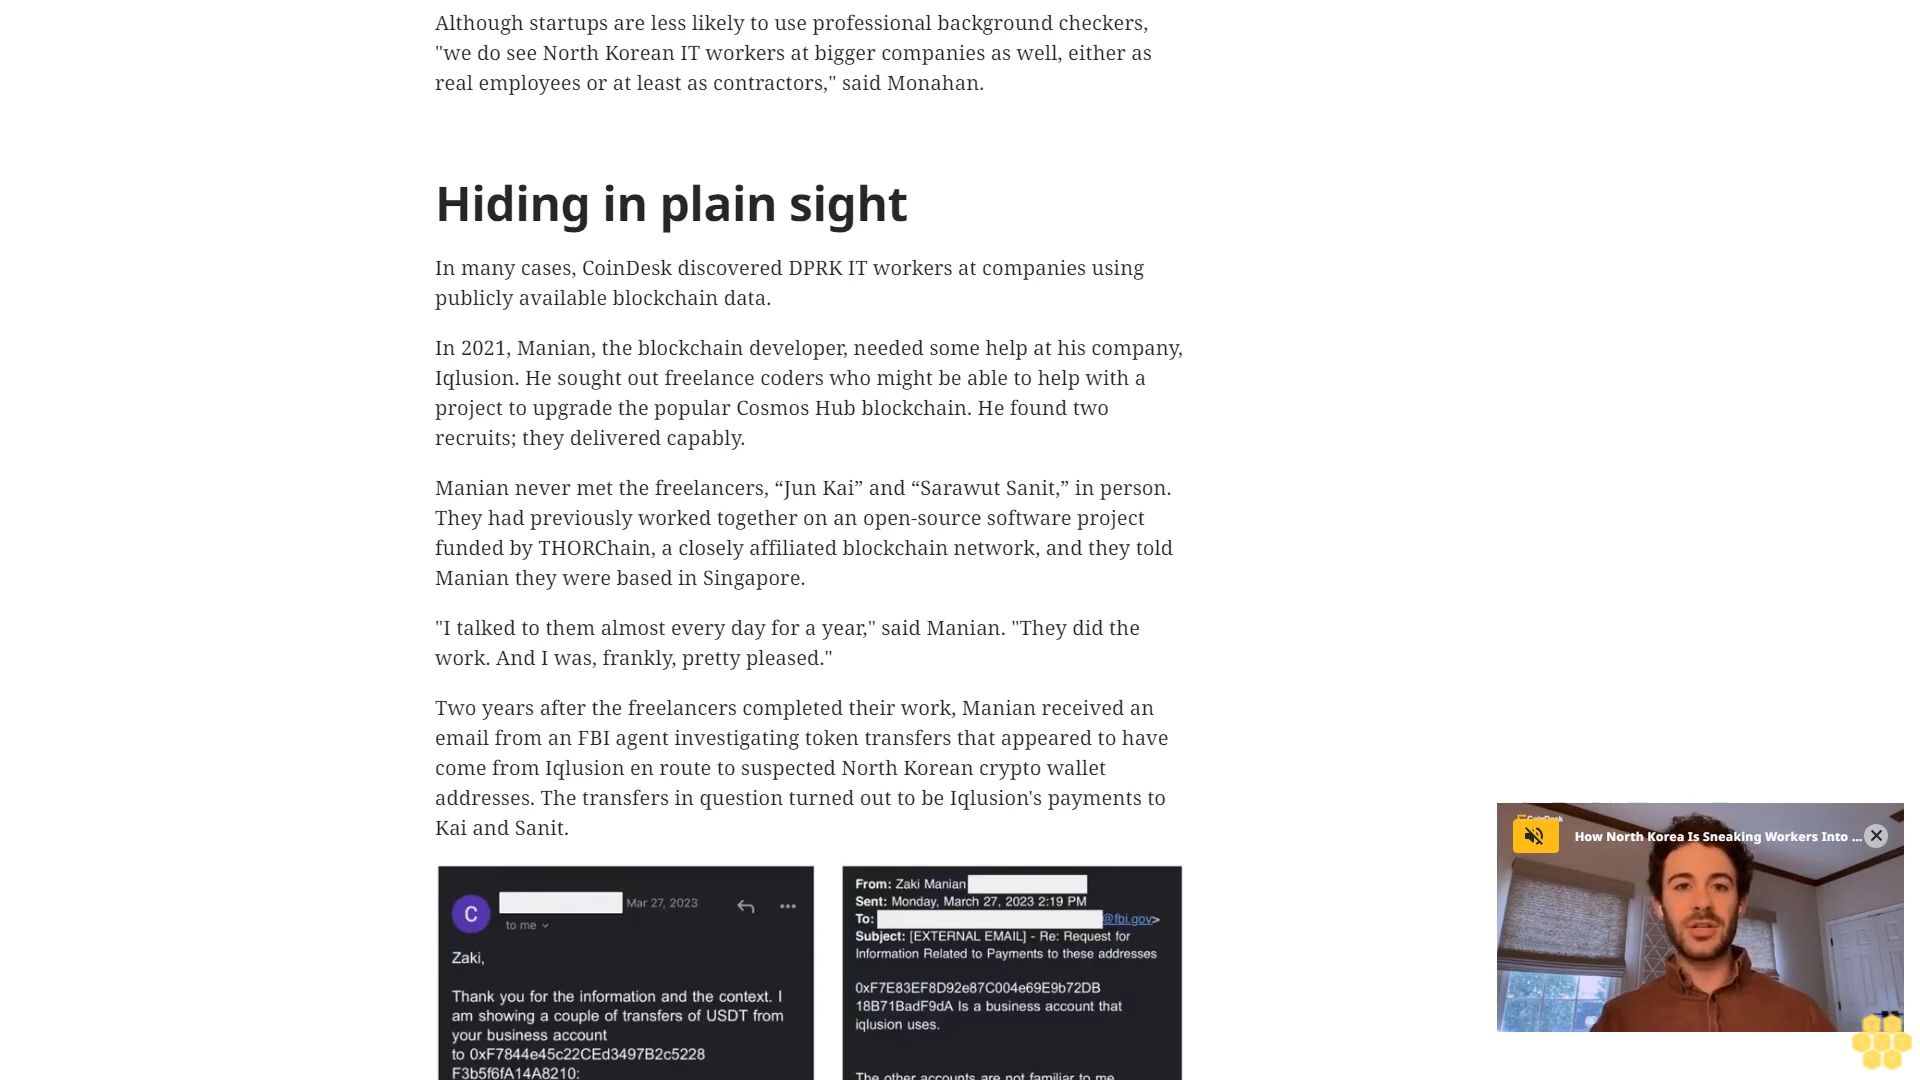 Although startups are less likely to use professional background checkers,
"we do see North Korean IT workers at bigger companies as well, either as
real employees or at least as contractors," said Monahan.
Hiding in plain sight
In many cases, CoinDesk discovered DPRK IT workers at companies using
publicly available blockchain data.
In 2021, Manian, the blockchain developer, needed some help at his company,
Iqlusion. He sought out freelance coders who might be able to help with a
project to upgrade the popular Cosmos Hub blockchain. He found two
recruits; they delivered capably.
Manian never met the freelancers, “Jun Kai” and “Sarawut Sanit,” in person.
They had previously worked together on an open-source software project
funded by THORChain, a closely affiliated blockchain network, and they told
Manian they were based in Singapore.
"I talked to them almost every day for a year," said Manian. "They did the
work. And I was, frankly, pretty pleased."
Two years after the freelancers completed their work, Manian received an
email from an FBI agent investigating token transfers that appeared to have
come from Iqlusion en route to suspected North Korean crypto wallet
addresses. The transfers in question turned out to be Iqlusion's payments to
Kai and Sanit.
C
Mar 27, 2023
to me
Zaki,
Thank you for the information and the context. I
am showing a couple of transfers of USDT from
your business account
to 0xF7844e45c22CEd3497B2c5228
F3b5f6fA14A8210:
From: Zaki Manian
Sent: Monday, March 27, 2023 2:19 PM
To: @fbi.gov>
Subject: [EXTERNAL EMAIL] - Re: Request for
Information Related to Payments to these addresses
0xF7E83EF8D92e87C004e69E9b72DB
18B71BadF9dA Is a business account that
iqlusion uses.
The other accounts are not familiar to me
CoinDesk
How North Korea Is Sneaking Workers Into ...